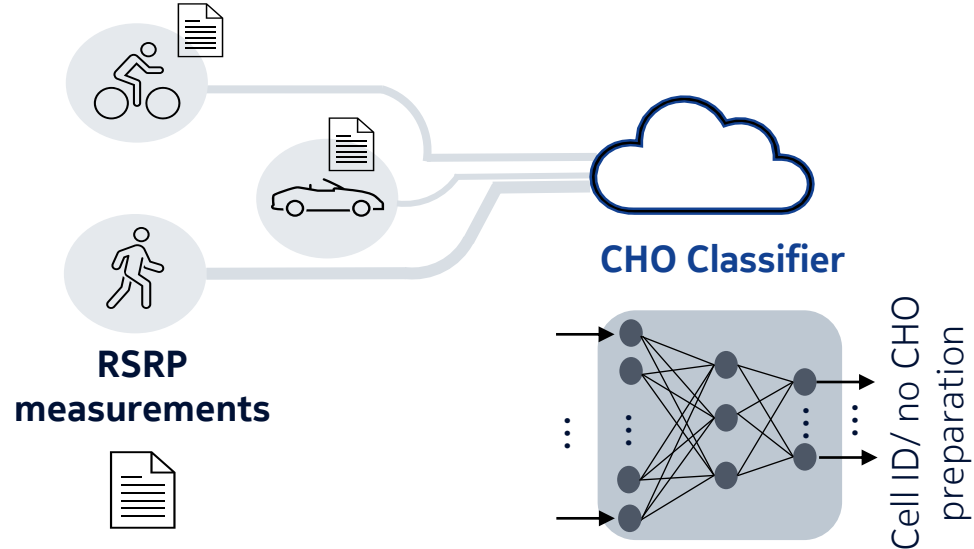 RSRP
measurements
CHO Classifier
Cell ID/ no CHO
preparation